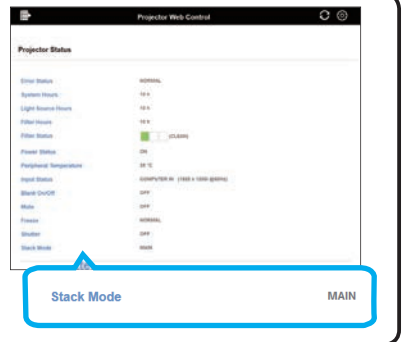 Projector Web Control
Projector Status
Error Status NORMAL
System Hours 10 h
Light Source Hours 10 h
Filter Hours 10 h
Filter Status (CLEAN)
Power Status ON
Peripheral Temperature
Input Status COMPUTER IN
Blank On/Off OFF
Mute OFF
Freeze NORMAL
Shutter OFF
Stack Mode MAIN
Stack Mode MAIN